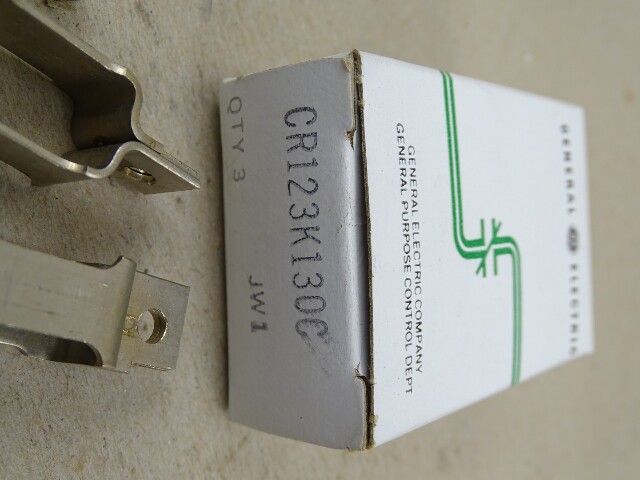 CR123K130C
QTY 3
JW1
GENERAL ELECTRIC COMPANY
GENERAL PURPOSE CONTROL DEPT
GENERAL ELECTRIC